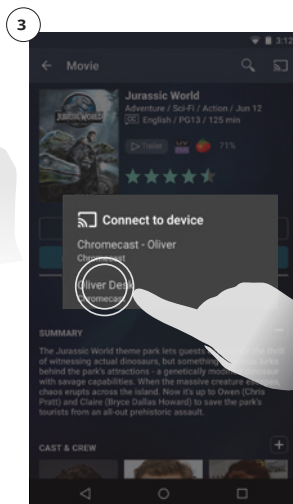 3
3:12
Movie
Jurassic World
Adventure / Sci-Fi / Action / Jun 12
CC English / PG13 / 125 min
JURASSIC WORLD
Trailer
71%
Connect to device
Chromecast - Oliver
Chromecast
Oliver Desk
Chromecast
SUMMARY
The Jurassic World theme park lets guests
of witnessing actual dinosaurs, but something
behind the park's attractions - a genetically
with savage capabilities. When the massive creature
chaos erupts across the island. Now it's up to Owen (Chris
Pratt) and Claire (Bryce Dallas Howard) to save the park's
tourists from an all-out prehistoric assault.
CAST & CREW